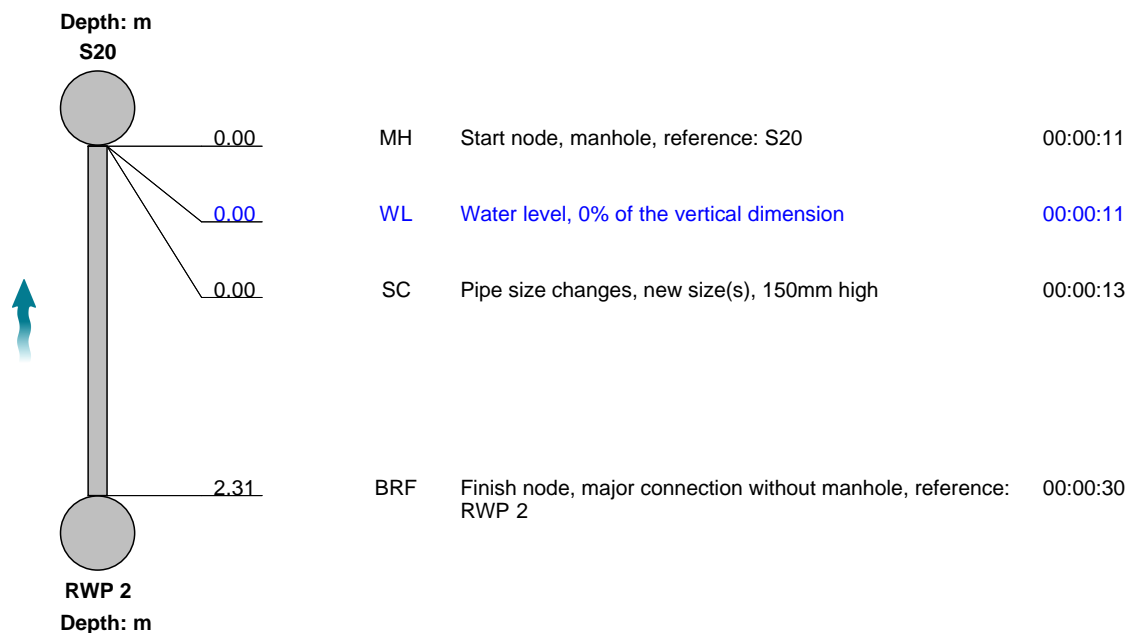 Depth: m
S20
0.00 MH Start node, manhole, reference: S20 00:00:11
0.00 WL Water level, 0% of the vertical dimension 00:00:11
0.00 SC Pipe size changes, new size(s), 150mm high 00:00:13
2.31 BRF Finish node, major connection without manhole, reference: 00:00:30
RWP 2
RWP 2
Depth: m